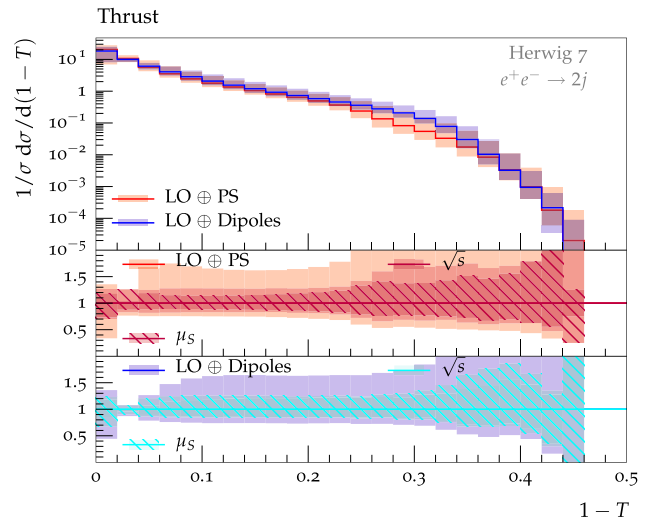 Thrust
Herwig 7
e⁺e⁻ → 2j
1/σ dσ/d(1 − T)
10¹
1
10⁻¹
10⁻²
10⁻³
10⁻⁴
10⁻⁵
LO ⊕ PS
LO ⊕ Dipoles
LO ⊕ PS √s
1.5
1
0.5
μ_S
LO ⊕ Dipoles √s
1.5
1
0.5
μ_S
0 0.1 0.2 0.3 0.4 0.5
1 − T